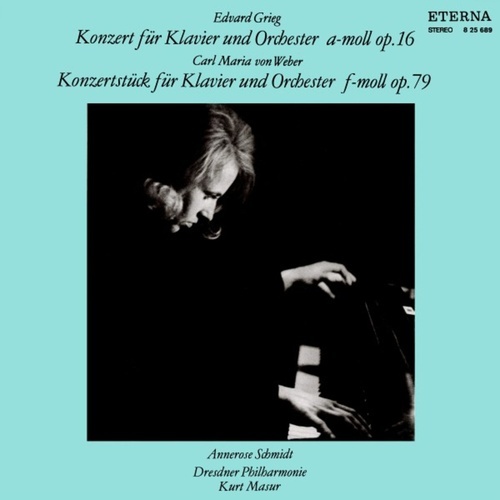 Edvard Grieg
Konzert für Klavier und Orchester a-moll op.16
Carl Maria von Weber
Konzertstück für Klavier und Orchester f-moll op.79
ETERNA
STEREO 8 25 689
Annerose Schmidt
Dresdner Philharmonie
Kurt Masur